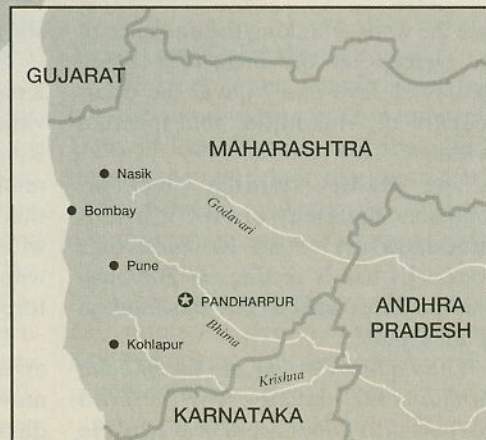 GUJARAT
MAHARASHTRA
Nasik
Godavari
Bombay
Pune
PANDHARPUR
ANDHRA
PRADESH
Bhima
Kohlapur
Krishna
KARNATAKA